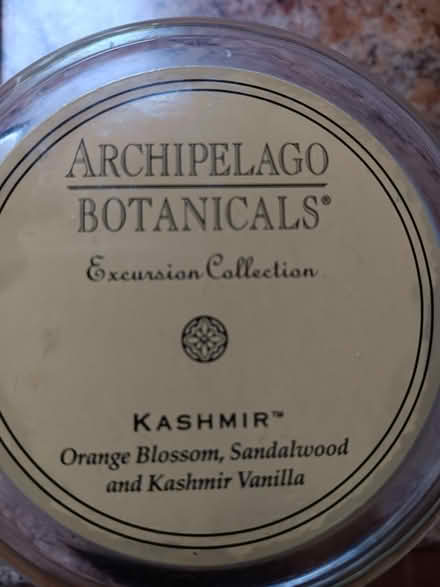 ARCHIPELAGO
BOTANICALS®
Excursion Collection
KASHMIR™
Orange Blossom, Sandalwood
and Kashmir Vanilla